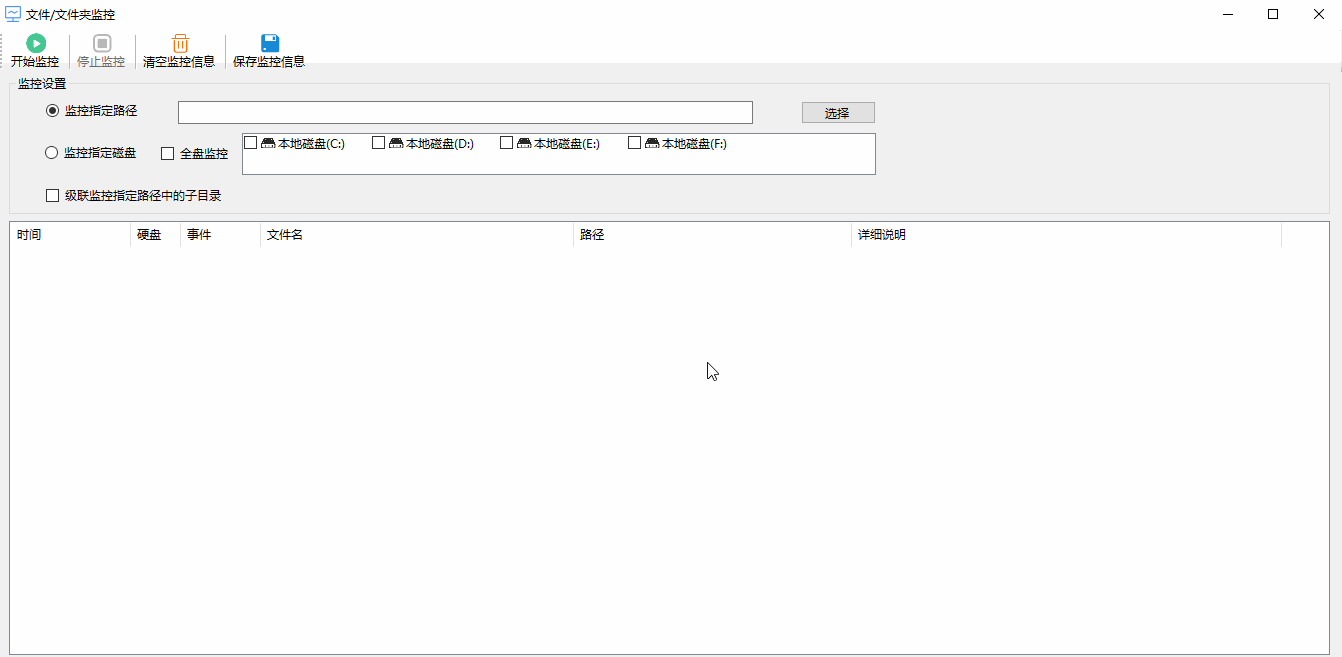 文件/文件夹监控
开始监控 停止监控 清空监控信息 保存监控信息
监控设置
监控指定路径 选择
监控指定磁盘 全盘监控 本地磁盘(C:) 本地磁盘(D:) 本地磁盘(E:) 本地磁盘(F:)
级联监控指定路径中的子目录
时间 硬盘 事件 文件名 路径 详细说明